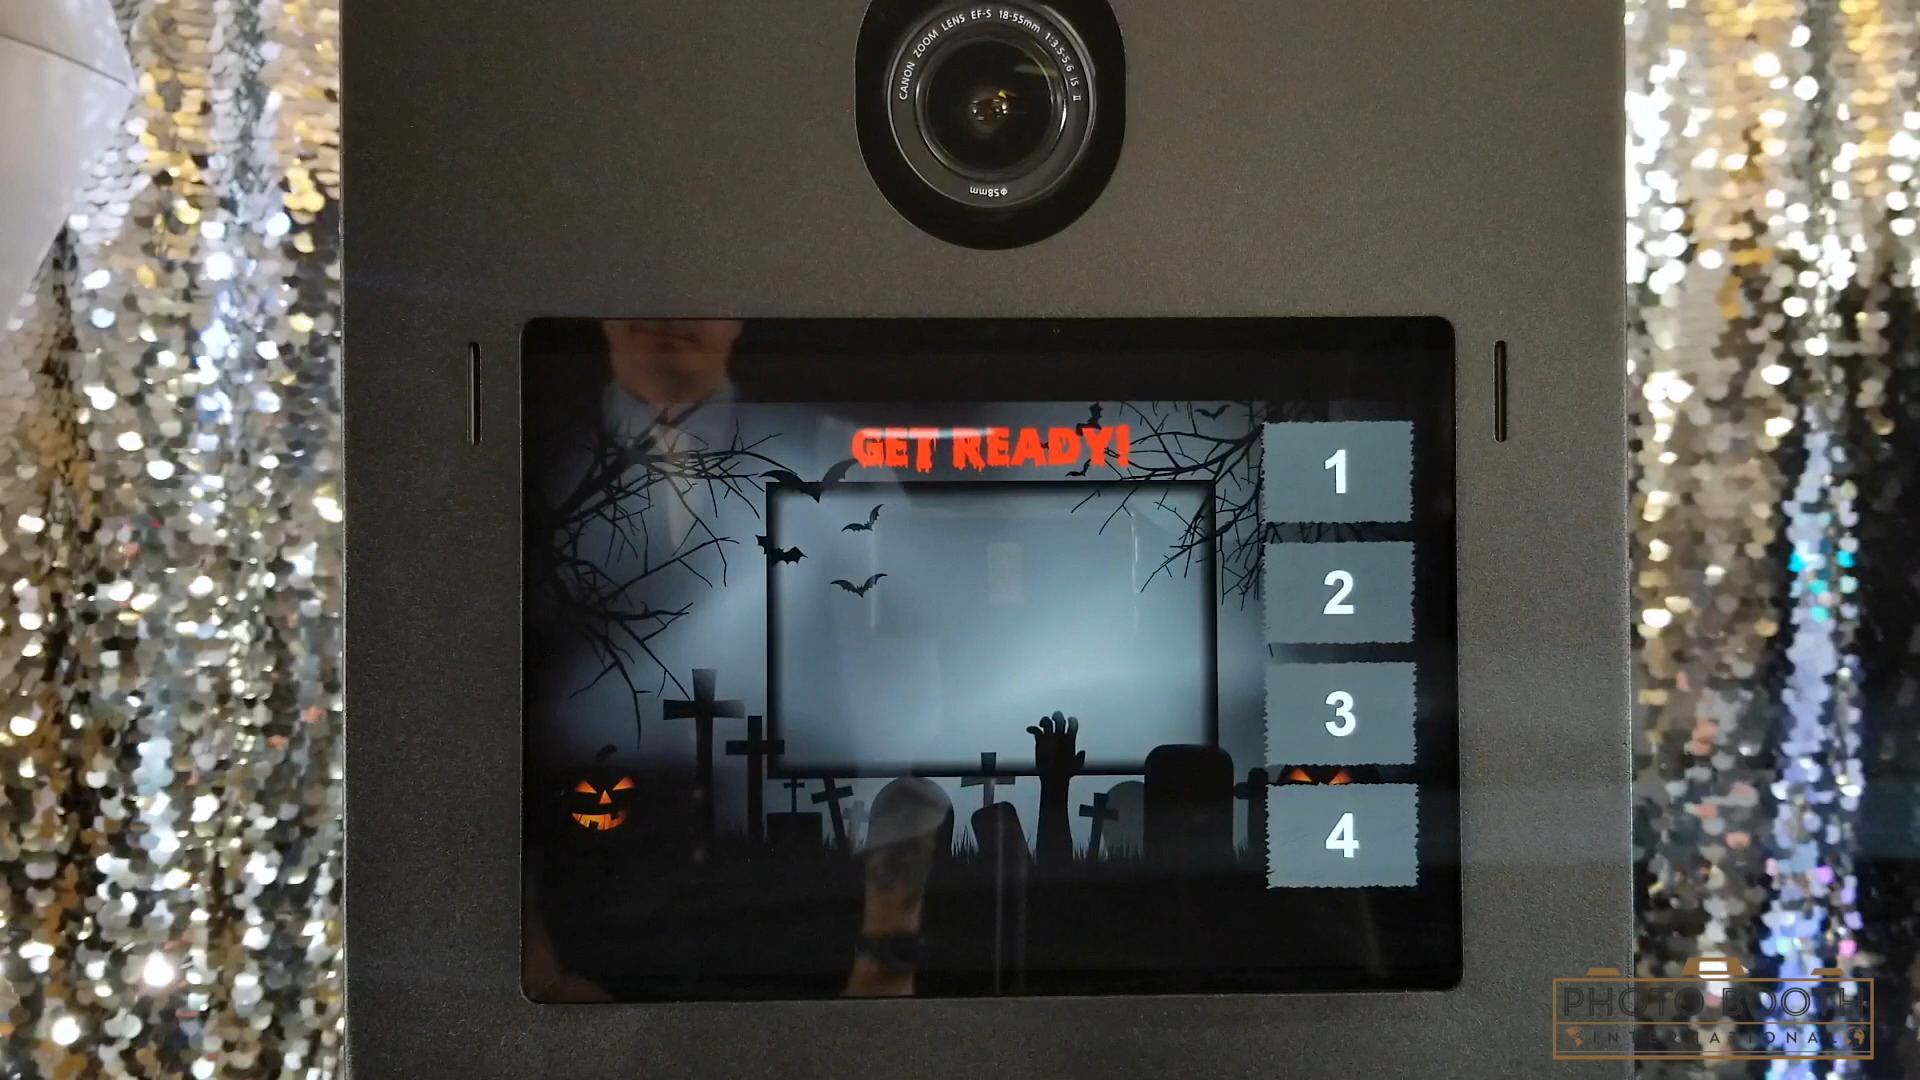 CANON ZOOM LENS EF-S 18-55mm 1:3.5-5.6 IS II
ϕ58mm
GET READY!
1
2
3
4
PHOTO BOOTH
INTERNATIONAL